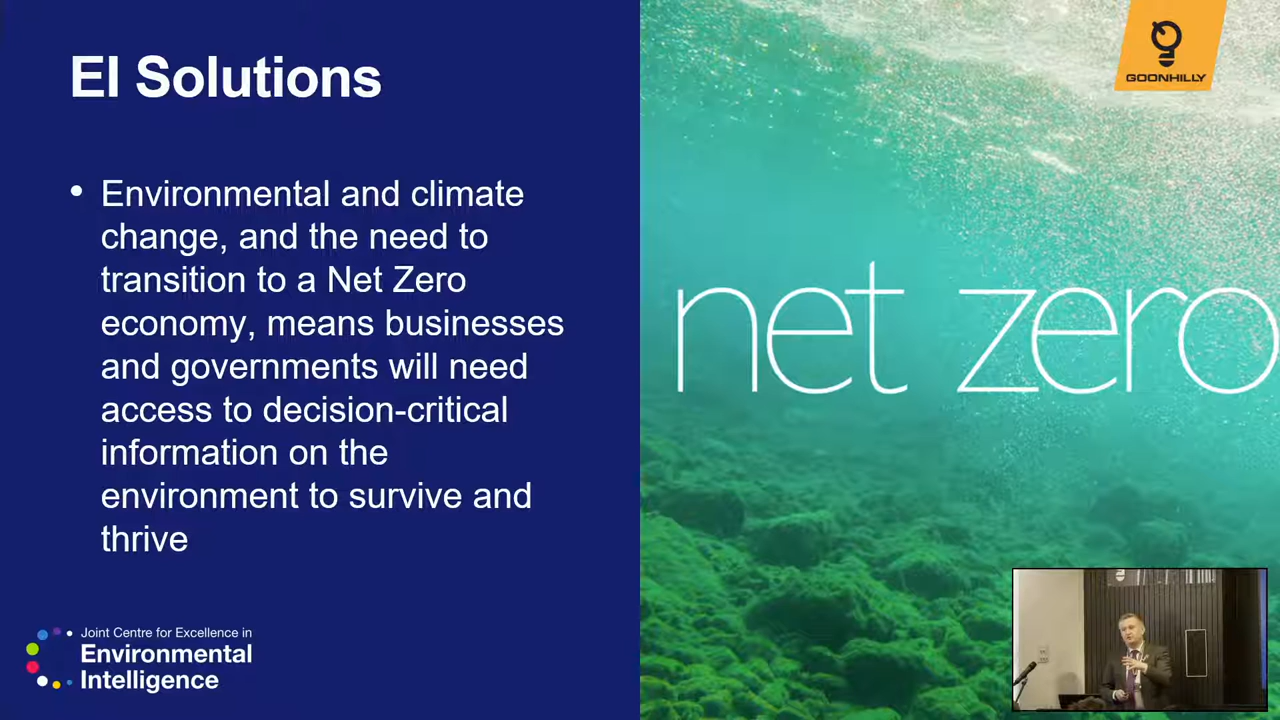 EI Solutions
• Environmental and climate
change, and the need to
transition to a Net Zero
economy, means businesses
and governments will need
access to decision-critical
information on the
environment to survive and
thrive
Joint Centre for Excellence in
Environmental
Intelligence
GOONHILLY
net zero